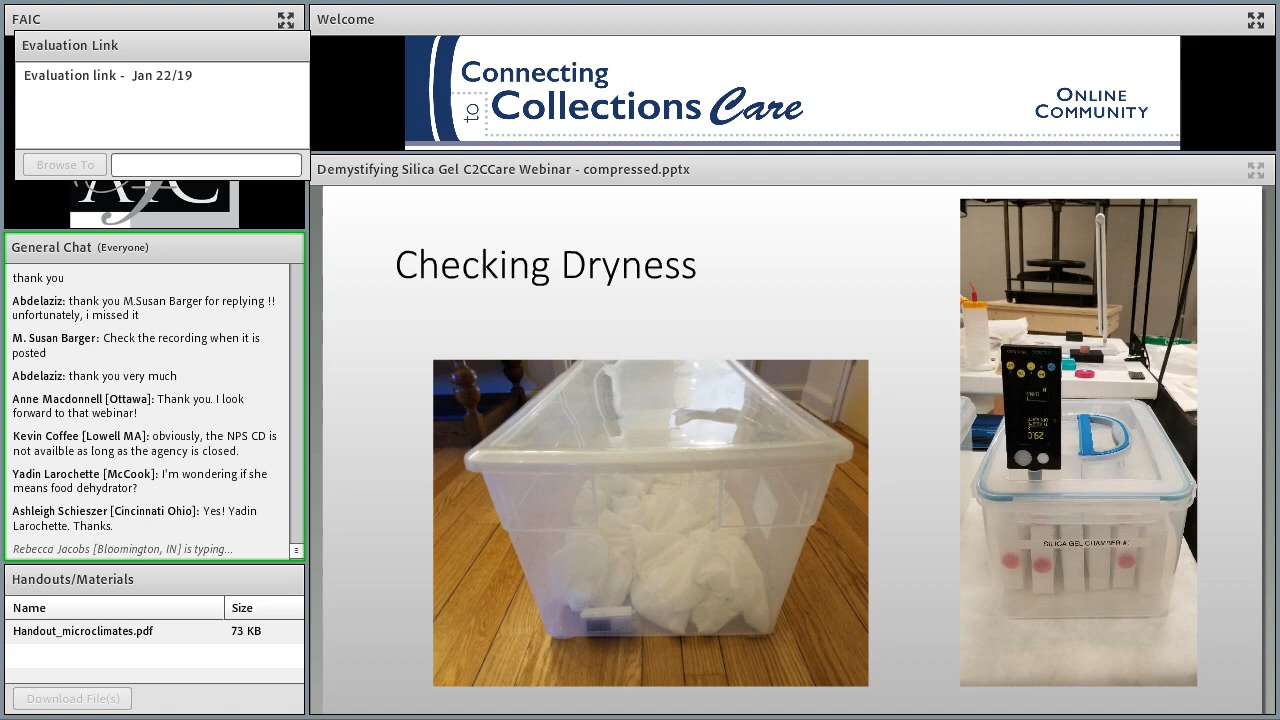 FAIC
Evaluation Link
Evaluation link - Jan 22/19
Browse To
General Chat (Everyone)
thank you
Abdelaziz: thank you M.Susan Barger for replying !!
unfortunately, i missed it
M. Susan Barger: Check the recording when it is
posted
Abdelaziz: thank you very much
Anne Macdonnell [Ottawa]: Thank you. I look
forward to that webinar!
Kevin Coffee [Lowell MA]: obviously, the NPS CD is
not availble as long as the agency is closed.
Yadin Larochette [McCook]: I'm wondering if she
means food dehydrator?
Ashleigh Schieszer [Cincinnati Ohio]: Yes! Yadin
Larochette. Thanks.
Rebecca Jacobs [Bloomington, IN] is typing...
Handouts/Materials
Name Size
Handout_microclimates.pdf 73 KB
Download File(s)
Welcome
Connecting
to Collections Care
ONLINE
COMMUNITY
Demystifying Silica Gel C2CCare Webinar - compressed.pptx
Checking Dryness
SILICA GEL CHAMBER